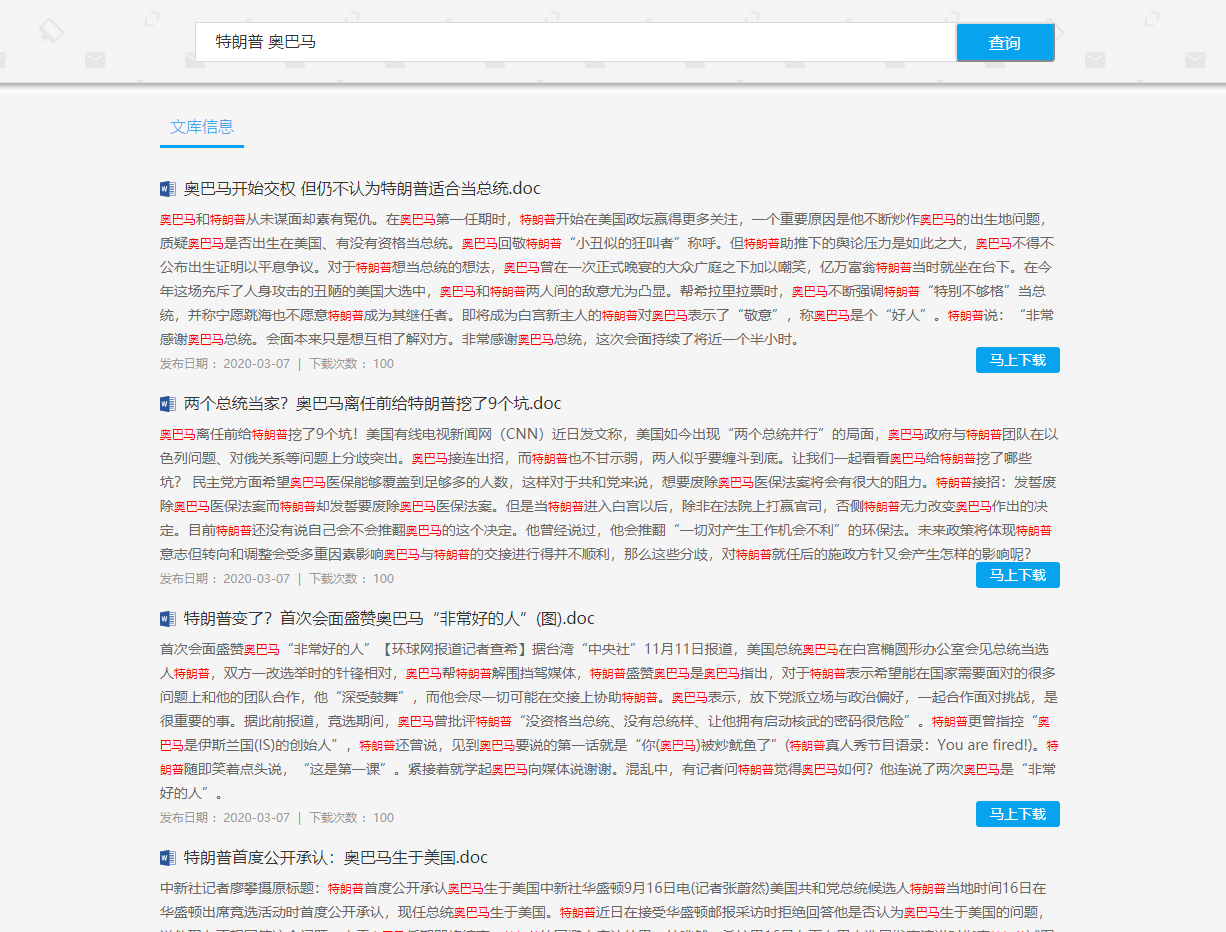 特朗普 奥巴马
查询
文库信息
奥巴马开始交权 但仍不认为特朗普适合当总统.doc
奥巴马和特朗普从未谋面却素有冤仇。在奥巴马第一任期时，特朗普开始在美国政坛赢得更多关注，一个重要原因是他不断炒作奥巴马的出生地问题，
质疑奥巴马是否出生在美国、有没有资格当总统。奥巴马回敬特朗普“小丑似的狂叫者”称呼。但特朗普助推下的舆论压力是如此之大，奥巴马不得不
公布出生证明以平息争议。对于特朗普想当总统的想法，奥巴马曾在一次正式晚宴的大众广庭之下加以嘲笑，亿万富翁特朗普当时就坐在台下。在今
年这场充斥了人身攻击的丑陋的美国大选中，奥巴马和特朗普两人间的敌意尤为凸显。帮希拉里拉票时，奥巴马不断强调特朗普“特别不够格”当总
统，并称宁愿跳海也不愿意特朗普成为其继任者。即将成为白宫新主人的特朗普对奥巴马表示了“敬意”，称奥巴马是个“好人”。特朗普说：“非常
感谢奥巴马总统。会面本来只是想互相了解对方。非常感谢奥巴马总统，这次会面持续了将近一个半小时。
发布日期： 2020-03-07 | 下载次数： 100
马上下载
两个总统当家？奥巴马离任前给特朗普挖了9个坑.doc
奥巴马离任前给特朗普挖了9个坑！美国有线电视新闻网（CNN）近日发文称，美国如今出现“两个总统并行”的局面，奥巴马政府与特朗普团队在以
色列问题、对俄关系等问题上分歧突出。奥巴马接连出招，而特朗普也不甘示弱，两人似乎要缠斗到底。让我们一起看看奥巴马给特朗普挖了哪些
坑？ 民主党方面希望奥巴马医保能够覆盖到足够多的人数，这样对于共和党来说，想要废除奥巴马医保法案将会有很大的阻力。特朗普接招：发誓废
除奥巴马医保法案而特朗普却发誓要废除奥巴马医保法案。但是当特朗普进入白宫以后，除非在法院上打赢官司，否侧特朗普无力改变奥巴马作出的决
定。目前特朗普还没有说自己会不会推翻奥巴马的这个决定。他曾经说过，他会推翻“一切对产生工作机会不利”的环保法。未来政策将体现特朗普
意志但转向和调整会受多重因素影响奥巴马与特朗普的交接进行得并不顺利，那么这些分歧，对特朗普就任后的施政方针又会产生怎样的影响呢？
发布日期： 2020-03-07 | 下载次数： 100
马上下载
特朗普变了？首次会面盛赞奥巴马“非常好的人”(图).doc
首次会面盛赞奥巴马“非常好的人”【环球网报道记者查希】据台湾“中央社”11月11日报道，美国总统奥巴马在白宫椭圆形办公室会见总统当选
人特朗普，双方一改选举时的针锋相对，奥巴马帮特朗普解围挡驾媒体，特朗普盛赞奥巴马是奥巴马指出，对于特朗普表示希望能在国家需要面对的很多
问题上和他的团队合作，他“深受鼓舞”，而他会尽一切可能在交接上协助特朗普。奥巴马表示，放下党派立场与政治偏好，一起合作面对挑战，是
很重要的事。据此前报道，竞选期间，奥巴马曾批评特朗普“没资格当总统、没有总统样、让他拥有启动核武的密码很危险”。特朗普更曾指控“奥
巴马是伊斯兰国(IS)的创始人”，特朗普还曾说，见到奥巴马要说的第一话就是“你(奥巴马)被炒鱿鱼了”(特朗普真人秀节目语录：You are fired!)。特
朗普随即笑着点头说，“这是第一课”。紧接着就学起奥巴马向媒体说谢谢。混乱中，有记者问特朗普觉得奥巴马如何？他连说了两次奥巴马是“非常
好的人”。
发布日期： 2020-03-07 | 下载次数： 100
马上下载
特朗普首度公开承认：奥巴马生于美国.doc
中新社记者廖攀摄原标题：特朗普首度公开承认奥巴马生于美国中新社华盛顿9月16日电(记者张蔚然)美国共和党总统候选人特朗普当地时间16日在
华盛顿出席竞选活动时首度公开承认，现任总统奥巴马生于美国。特朗普近日在接受华盛顿邮报采访时拒绝回答他是否认为奥巴马生于美国的问题，